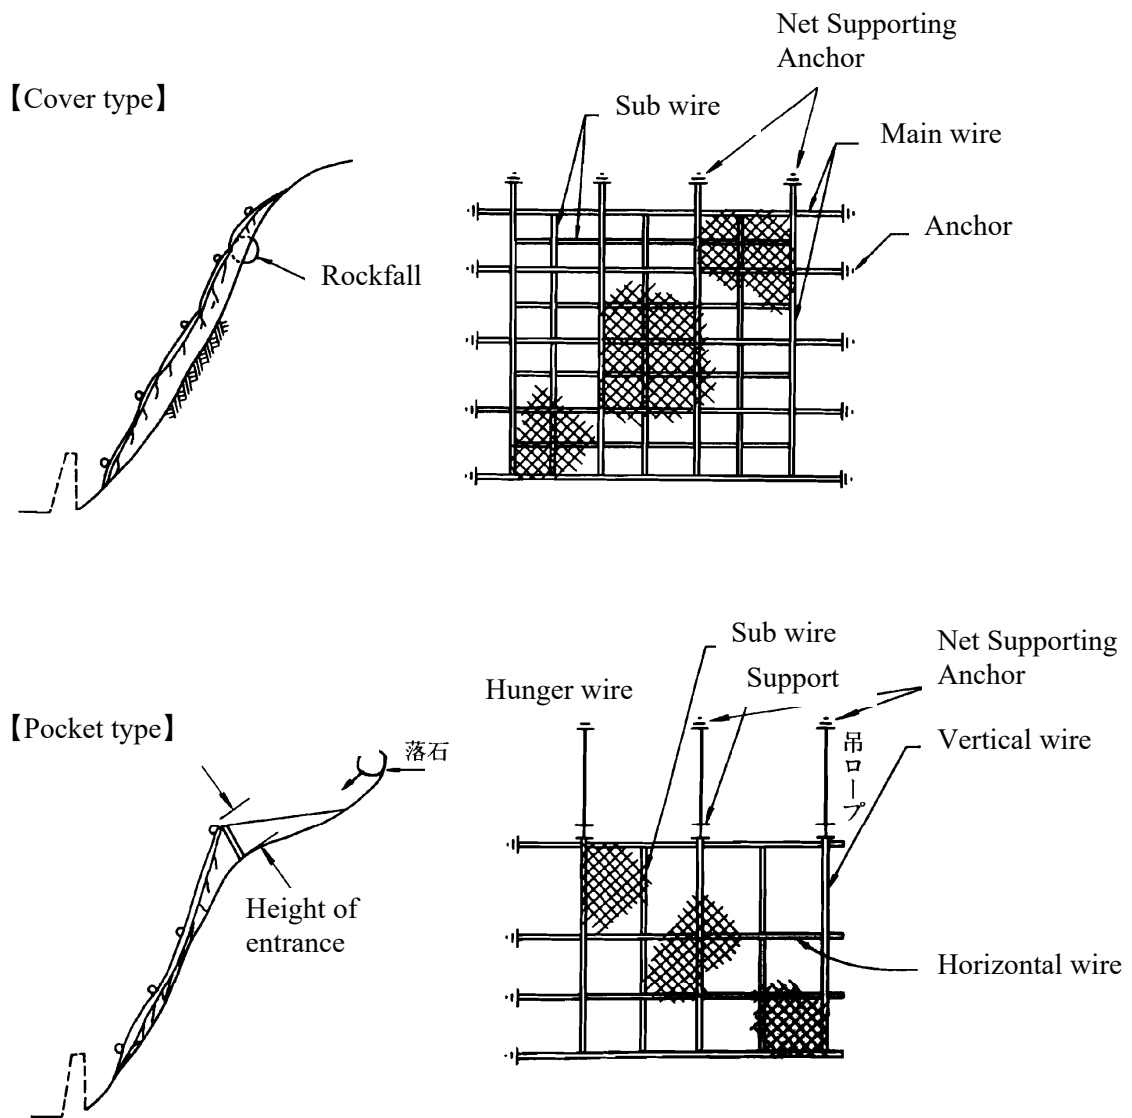 Net Supporting
Anchor
【Cover type】
Sub wire
Main wire
Anchor
Rockfall
Sub wire
Net Supporting
Anchor
Support
Hunger wire
【Pocket type】
落石
吊ロープ
Vertical wire
Height of
entrance
Horizontal wire